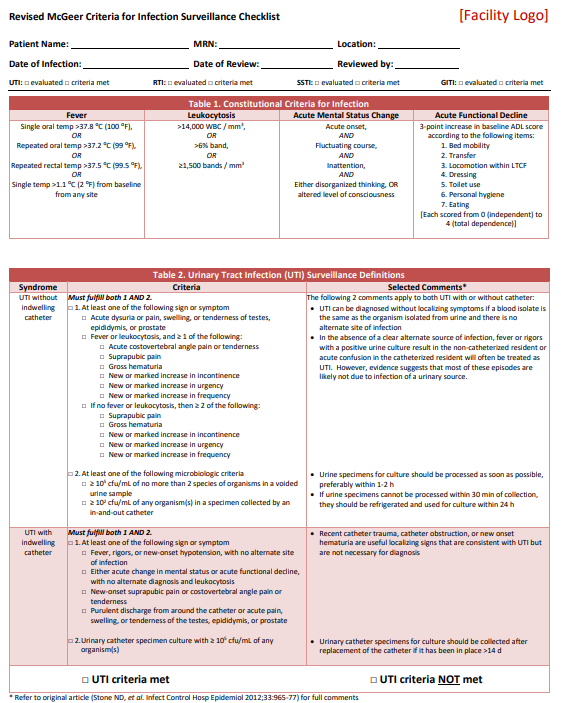 Revised McGeer Criteria for Infection Surveillance Checklist
[Facility Logo]
Patient Name: MRN: Location:
Date of Infection: Date of Review: Reviewed by:
UTI: □ evaluated □ criteria met RTI: □ evaluated □ criteria met SSTI: □ evaluated □ criteria met GITI: □ evaluated □ criteria met
Table 1. Constitutional Criteria for Infection
Fever
Single oral temp >37.8 ⁰C (100 ⁰F),
OR
Repeated oral temp >37.2 ⁰C (99 ⁰F),
OR
Repeated rectal temp >37.5 ⁰C (99.5 ⁰F),
OR
Single temp >1.1 ⁰C (2 ⁰F) from baseline
from any site
Leukocytosis
>14,000 WBC / mm³,
OR
>6% band,
OR
≥1,500 bands / mm³
Acute Mental Status Change
Acute onset,
AND
Fluctuating course,
AND
Inattention,
AND
Either disorganized thinking, OR
altered level of consciousness
Acute Functional Decline
3-point increase in baseline ADL score
according to the following items:
1. Bed mobility
2. Transfer
3. Locomotion within LTCF
4. Dressing
5. Toilet use
6. Personal hygiene
7. Eating
[Each scored from 0 (independent) to
4 (total dependence)]
Table 2. Urinary Tract Infection (UTI) Surveillance Definitions
Syndrome Criteria Selected Comments*
UTI without
indwelling
catheter
Must fulfill both 1 AND 2.
□ 1. At least one of the following sign or symptom
□ Acute dysuria or pain, swelling, or tenderness of testes,
epididymis, or prostate
□ Fever or leukocytosis, and ≥ 1 of the following:
□ Acute costovertebral angle pain or tenderness
□ Suprapubic pain
□ Gross hematuria
□ New or marked increase in incontinence
□ New or marked increase in urgency
□ New or marked increase in frequency
□ If no fever or leukocytosis, then ≥ 2 of the following:
□ Suprapubic pain
□ Gross hematuria
□ New or marked increase in incontinence
□ New or marked increase in urgency
□ New or marked increase in frequency
□ 2. At least one of the following microbiologic criteria
□ ≥ 10⁵ cfu/mL of no more than 2 species of organisms in a voided
urine sample
□ ≥ 10² cfu/mL of any organism(s) in a specimen collected by an
in-and-out catheter
The following 2 comments apply to both UTI with or without catheter:
• UTI can be diagnosed without localizing symptoms if a blood isolate is
the same as the organism isolated from urine and there is no
alternate site of infection
• In the absence of a clear alternate source of infection, fever or rigors
with a positive urine culture result in the non-catheterized resident or
acute confusion in the catheterized resident will often be treated as
UTI. However, evidence suggests that most of these episodes are
likely not due to infection of a urinary source.
• Urine specimens for culture should be processed as soon as possible,
preferably within 1-2 h
• If urine specimens cannot be processed within 30 min of collection,
they should be refrigerated and used for culture within 24 h
UTI with
indwelling
catheter
Must fulfill both 1 AND 2.
□ 1. At least one of the following sign or symptom
□ Fever, rigors, or new-onset hypotension, with no alternate site
of infection
□ Either acute change in mental status or acute functional decline,
with no alternate diagnosis and leukocytosis
□ New-onset suprapubic pain or costovertebral angle pain or
tenderness
□ Purulent discharge from around the catheter or acute pain,
swelling, or tenderness of the testes, epididymis, or prostate
□ 2. Urinary catheter specimen culture with ≥ 10⁵ cfu/mL of any
organism(s)
• Recent catheter trauma, catheter obstruction, or new onset
hematuria are useful localizing signs that are consistent with UTI but
are not necessary for diagnosis
• Urinary catheter specimens for culture should be collected after
replacement of the catheter if it has been in place >14 d
□ UTI criteria met □ UTI criteria NOT met
* Refer to original article (Stone ND, et al. Infect Control Hosp Epidemiol 2012;33:965-77) for full comments